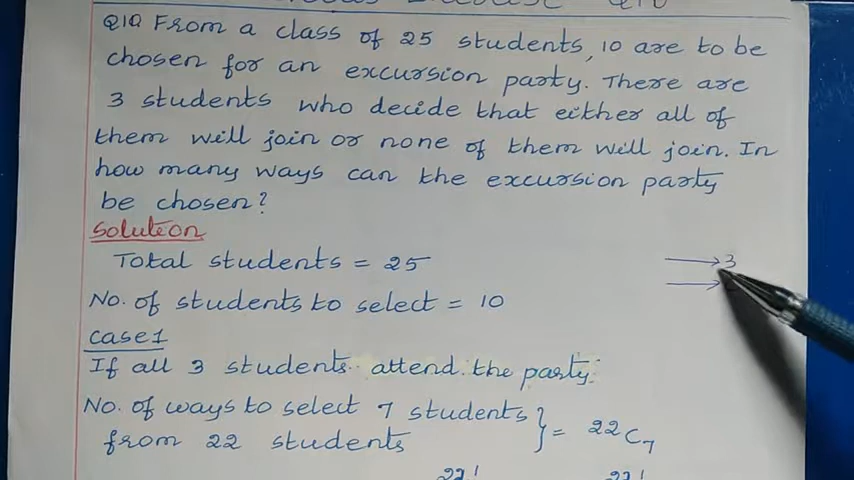 Q10 From a class of 25 students, 10 are to be
chosen for an excursion party. There are
3 students who decide that either all of
them will join or none of them will join. In
how many ways can the excursion party
be chosen?
Solution
Total students = 25
→ 3
No. of students to select = 10
→
Case 1
If all 3 students attend the party.
No. of ways to select 7 students
from 22 students } = ²²C₇
22! 22!